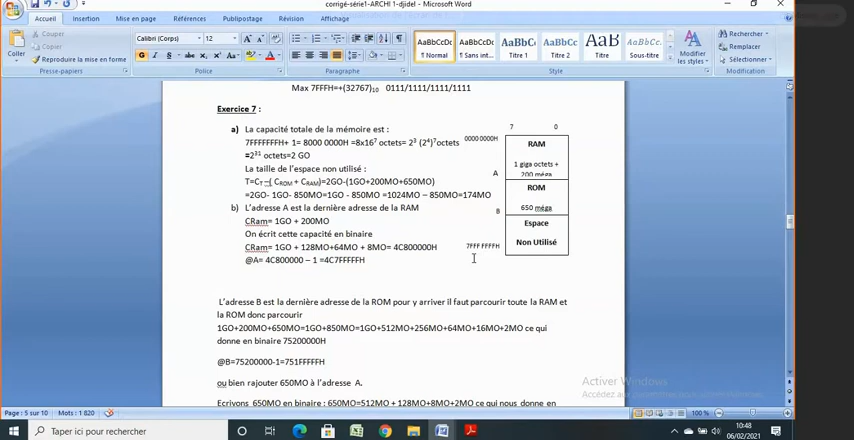 corrigé-série1-ARCHI 1-djidel - Microsoft Word
Accueil Insertion Mise en page Références Publipostage Révision Affichage
Couper
Copier
Coller
Reproduire la mise en forme
Calibri (Corps) 12
AaBbCcDc AaBbCcDc AaBbC AaBbCc AaB AaBbCc.
¶ Normal ¶ Sans int... Titre 1 Titre 2 Titre Sous-titre
Modifier
les styles
Rechercher
Remplacer
Sélectionner
Presse-papiers Police Paragraphe Style Modification
Max 7FFFH=+(32767)10 0111/1111/1111/1111
Exercice 7 :
a) La capacité totale de la mémoire est :
7FFFFFFFH+ 1= 8000 0000H =8x16⁷ octets= 2³ (2⁴)⁷octets
=2³¹ octets=2 GO
La taille de l'espace non utilisé :
T=CT –( CROM + CRAM)=2GO-(1GO+200MO+650MO)
=2GO- 1GO- 850MO=1GO - 850MO =1024MO – 850MO=174MO
b) L'adresse A est la dernière adresse de la RAM
CRam= 1GO + 200MO
On écrit cette capacité en binaire
CRam= 1GO + 128MO+64MO + 8MO= 4C800000H
@A= 4C800000 – 1 =4C7FFFFFH
7 0
0000 0000H
RAM
1 giga octets +
200 méga
A
ROM
650 méga
B
Espace
Non Utilisé
7FFF FFFFH
L'adresse B est la dernière adresse de la ROM pour y arriver il faut parcourir toute la RAM et
la ROM donc parcourir
1GO+200MO+650MO=1GO+850MO=1GO+512MO+256MO+64MO+16MO+2MO ce qui
donne en binaire 75200000H
@B=75200000-1=751FFFFFH
ou bien rajouter 650MO à l'adresse A.
Ecrivons 650MO en binaire : 650MO=512MO + 128MO+8MO+2MO ce qui nous donne en
Activer Windows
Accédez aux
Page : 5 sur 10 Mots : 1 820
100 %
Taper ici pour rechercher
10:48
06/02/2021